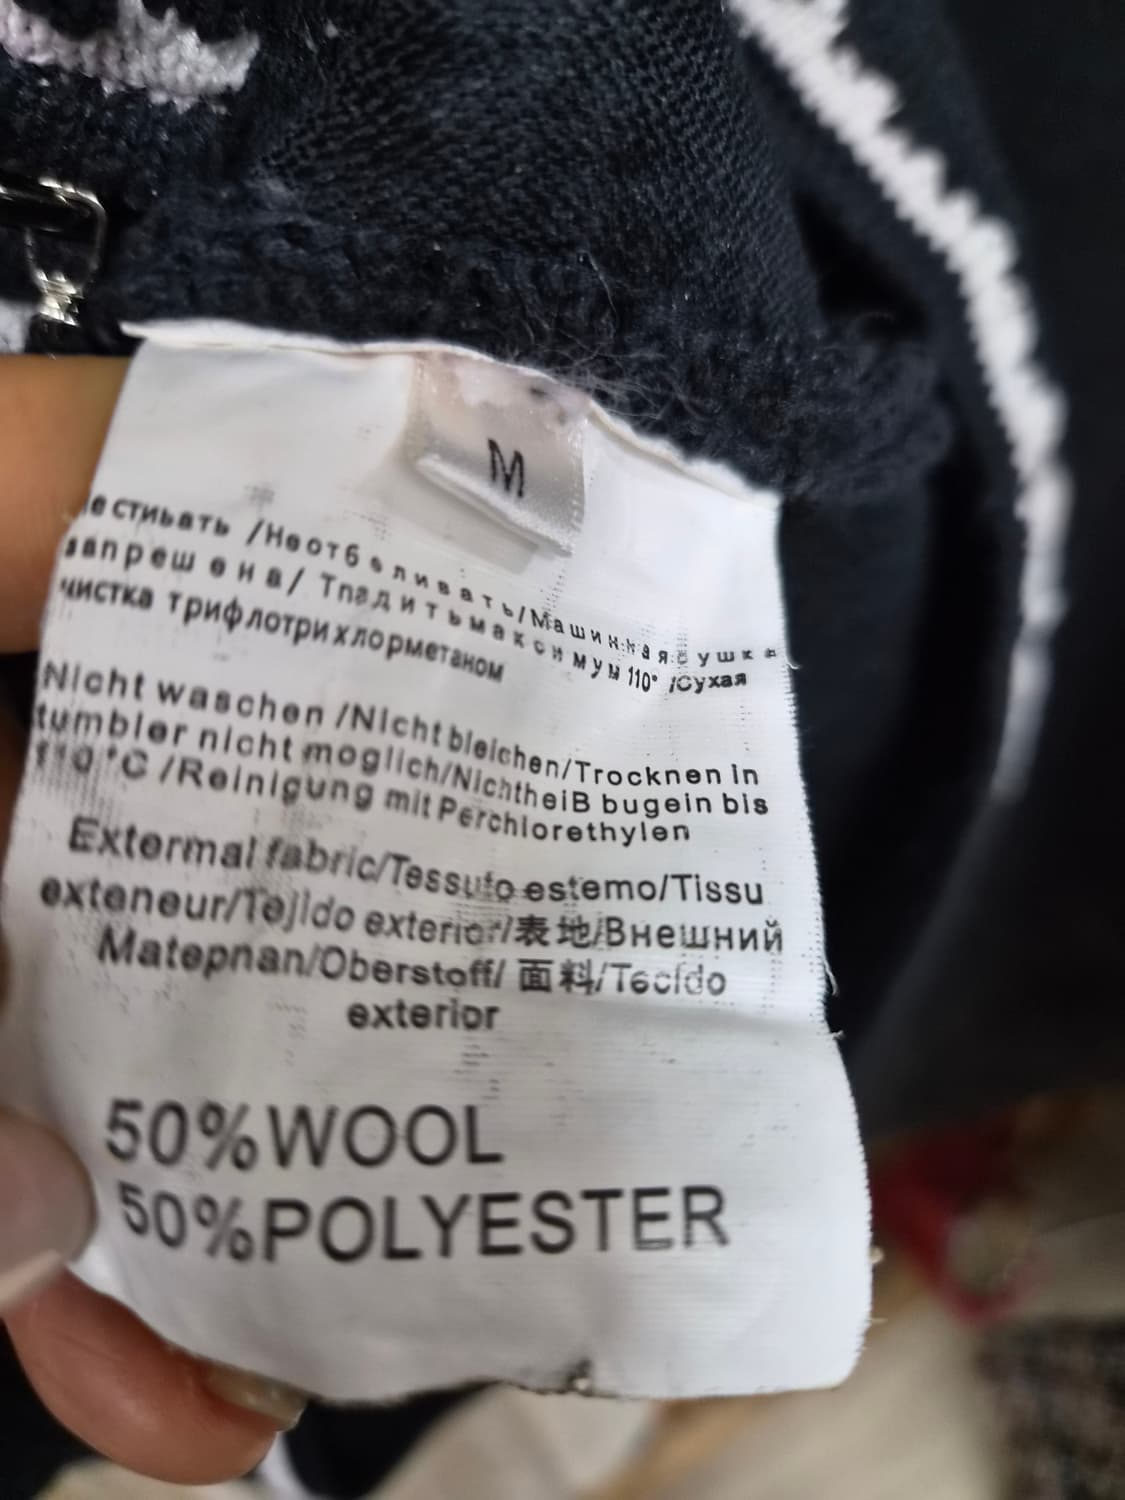 M
е стиьать /Неотбеливать/Машинная сушка
запрешена/ Тпадитьмаксимум 110° /Сухая
чистка трифлотрихлорметаном
Nicht waschen /Nicht bleichen/Trocknen in
tumbler nicht moglich/NichtheiB bugein bis
110°C /Reinigung mit Perchlorethylen
Extermal fabric/Tessuto estemo/Tissu
exteneur/Tejido exterior/表地/Внешний
Matepnan/Oberstoff/ 面料/Tecido
exterior
50%WOOL
50%POLYESTER